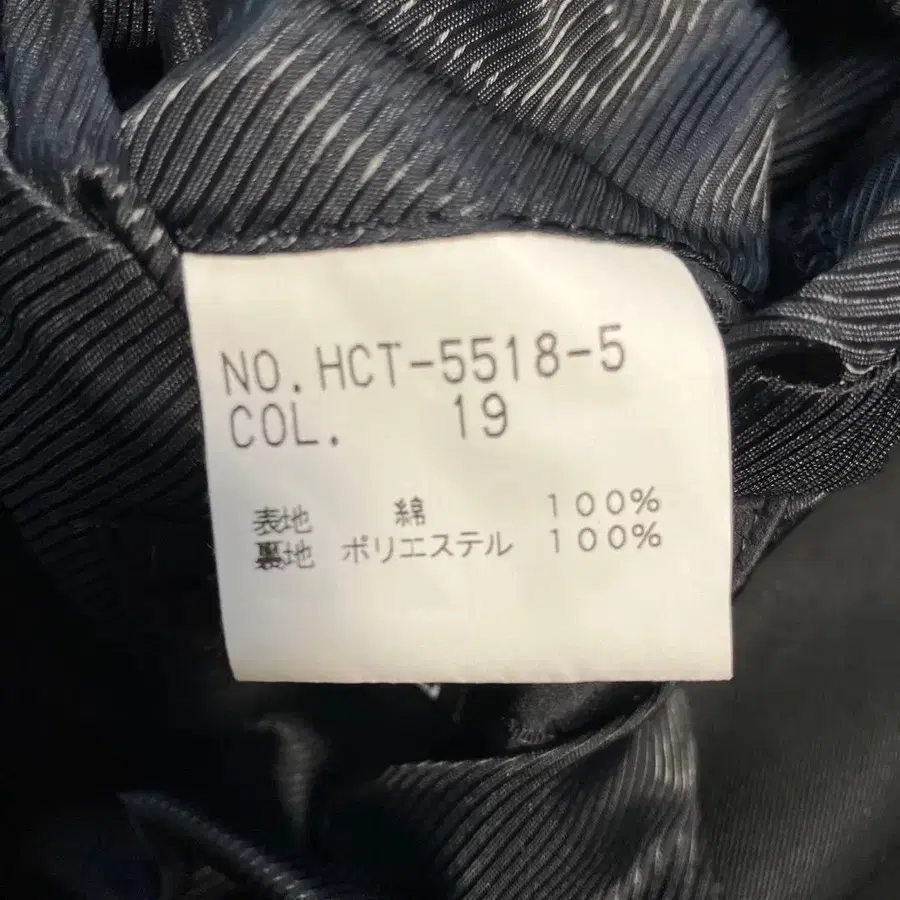 NO. HCT-5518-5
COL. 19
表地 綿 100%
裏地 ポリエステル 100%